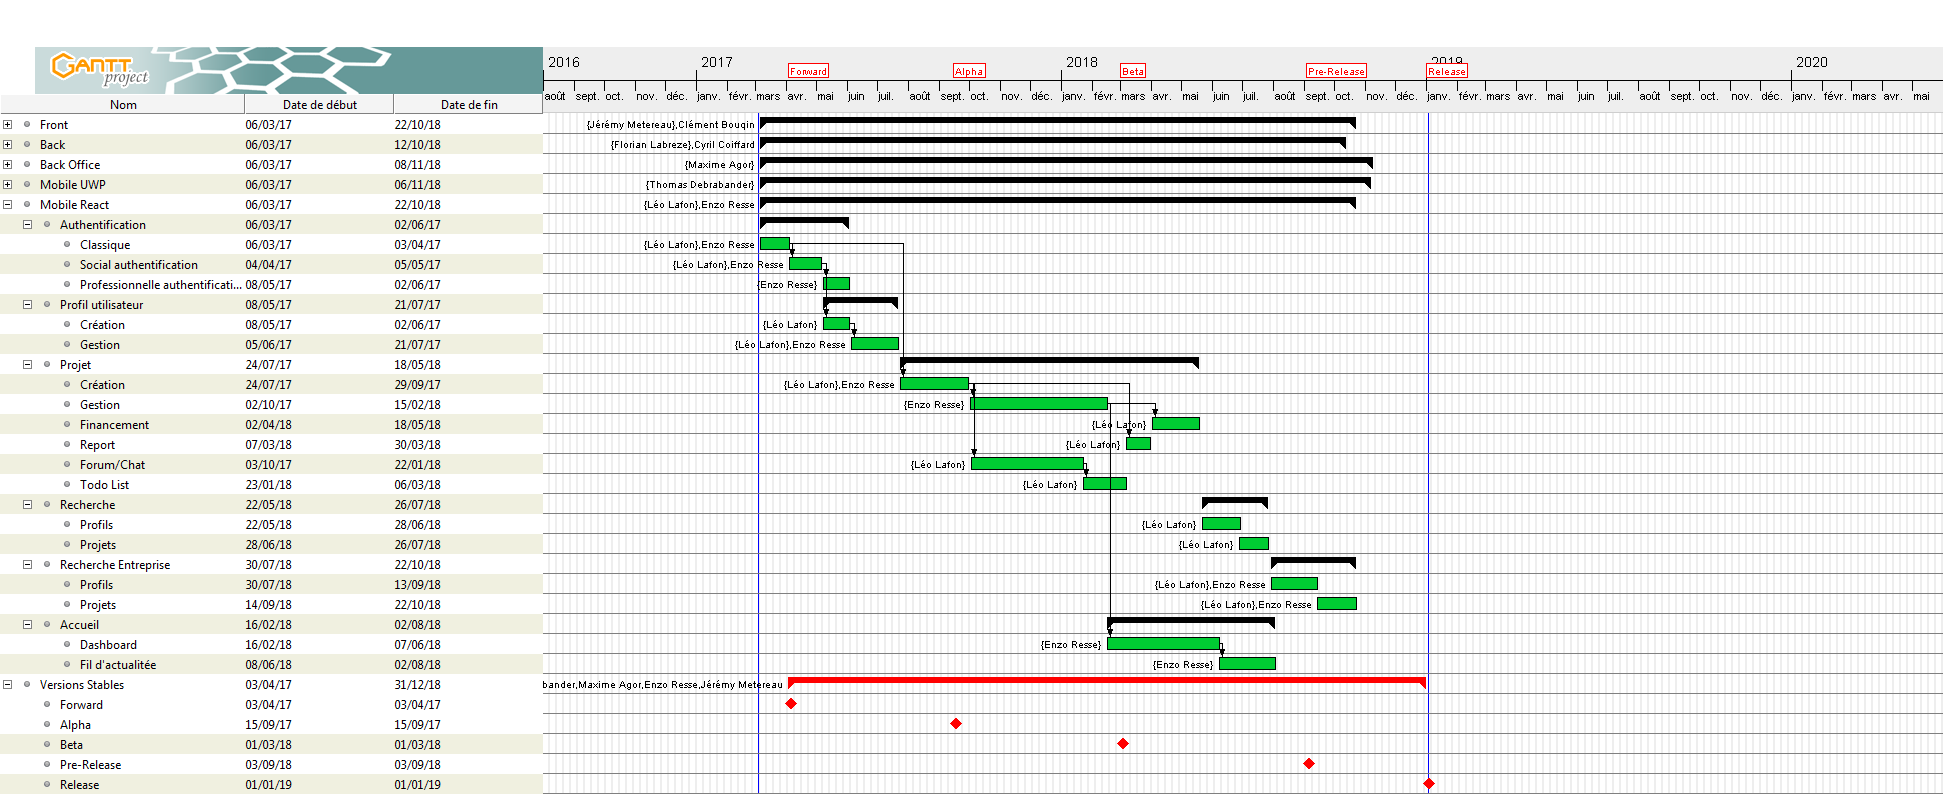 GANTT project
2016 2017 2018 2019 2020
Forward Alpha Beta Pre-Release Release
Nom Date de début Date de fin
août sept. oct. nov. déc. janv. févr. mars avr. mai juin juil. août sept. oct. nov. déc. janv. févr. mars avr. mai juin juil. août sept. oct. nov. déc. janv. févr. mars avr. mai juin juil. août sept. oct. nov. déc. janv. févr. mars avr. mai
Front 06/03/17 22/10/18 {Jérémy Metereau},Clément Bouqin
Back 06/03/17 12/10/18 {Florian Labreze},Cyril Coiffard
Back Office 06/03/17 08/11/18 {Maxime Agor}
Mobile UWP 06/03/17 06/11/18 {Thomas Debrabander}
Mobile React 06/03/17 22/10/18 {Léo Lafon},Enzo Resse
Authentification 06/03/17 02/06/17
Classique 06/03/17 03/04/17 {Léo Lafon},Enzo Resse
Social authentification 04/04/17 05/05/17 {Léo Lafon},Enzo Resse
Professionnelle authentificati... 08/05/17 02/06/17 {Enzo Resse}
Profil utilisateur 08/05/17 21/07/17
Création 08/05/17 02/06/17 {Léo Lafon}
Gestion 05/06/17 21/07/17 {Léo Lafon},Enzo Resse
Projet 24/07/17 18/05/18
Création 24/07/17 29/09/17 {Léo Lafon},Enzo Resse
Gestion 02/10/17 15/02/18 {Enzo Resse}
Financement 02/04/18 18/05/18 {Léo Lafon}
Report 07/03/18 30/03/18 {Léo Lafon}
Forum/Chat 03/10/17 22/01/18 {Léo Lafon}
Todo List 23/01/18 06/03/18 {Léo Lafon}
Recherche 22/05/18 26/07/18
Profils 22/05/18 28/06/18 {Léo Lafon}
Projets 28/06/18 26/07/18 {Léo Lafon}
Recherche Entreprise 30/07/18 22/10/18
Profils 30/07/18 13/09/18 {Léo Lafon},Enzo Resse
Projets 14/09/18 22/10/18 {Léo Lafon},Enzo Resse
Accueil 16/02/18 02/08/18
Dashboard 16/02/18 07/06/18 {Enzo Resse}
Fil d'actualitée 08/06/18 02/08/18 {Enzo Resse}
Versions Stables 03/04/17 31/12/18 bander,Maxime Agor,Enzo Resse,Jérémy Metereau
Forward 03/04/17 03/04/17
Alpha 15/09/17 15/09/17
Beta 01/03/18 01/03/18
Pre-Release 03/09/18 03/09/18
Release 01/01/19 01/01/19